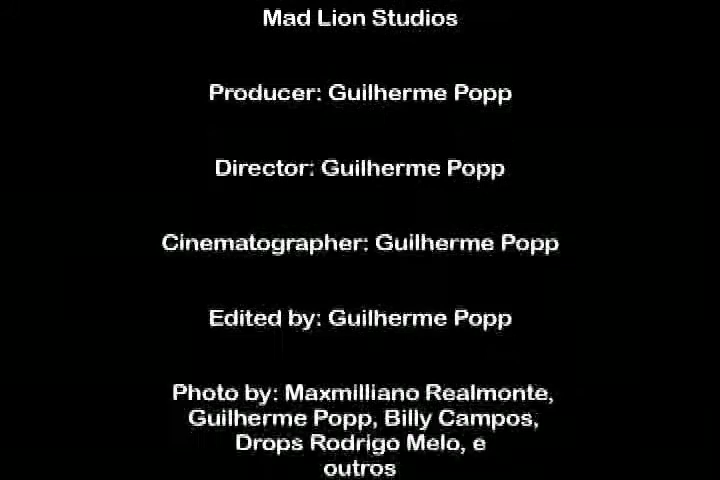 Mad Lion Studios
Producer: Guilherme Popp
Director: Guilherme Popp
Cinematographer: Guilherme Popp
Edited by: Guilherme Popp
Photo by: Maxmilliano Realmonte,
Guilherme Popp, Billy Campos,
Drops Rodrigo Melo, e
outros